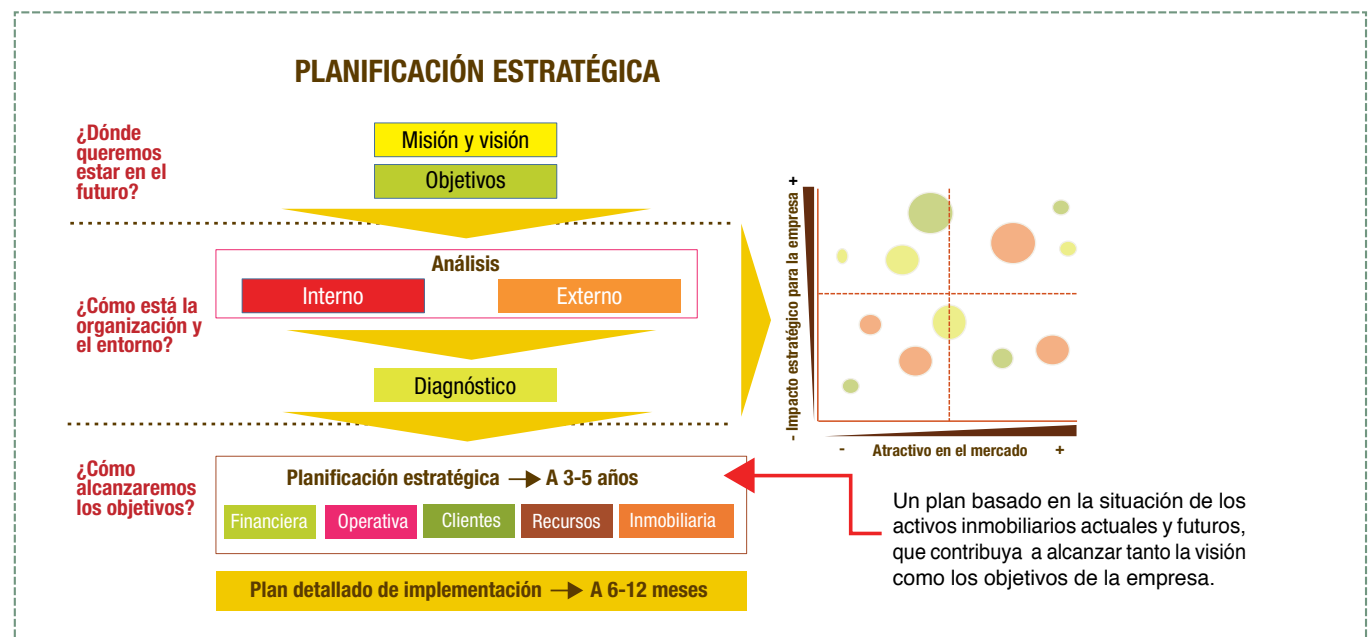 PLANIFICACIÓN ESTRATÉGICA
¿Dónde
queremos
estar en el
futuro?
Misión y visión
Objetivos
¿Cómo está la
organización y
el entorno?
Análisis
Interno
Externo
Diagnóstico
- Impacto estratégico para la empresa +
- Atractivo en el mercado +
¿Cómo
alcanzaremos
los objetivos?
Planificación estratégica → A 3-5 años
Financiera
Operativa
Clientes
Recursos
Inmobiliaria
Plan detallado de implementación → A 6-12 meses
Un plan basado en la situación de los
activos inmobiliarios actuales y futuros,
que contribuya a alcanzar tanto la visión
como los objetivos de la empresa.